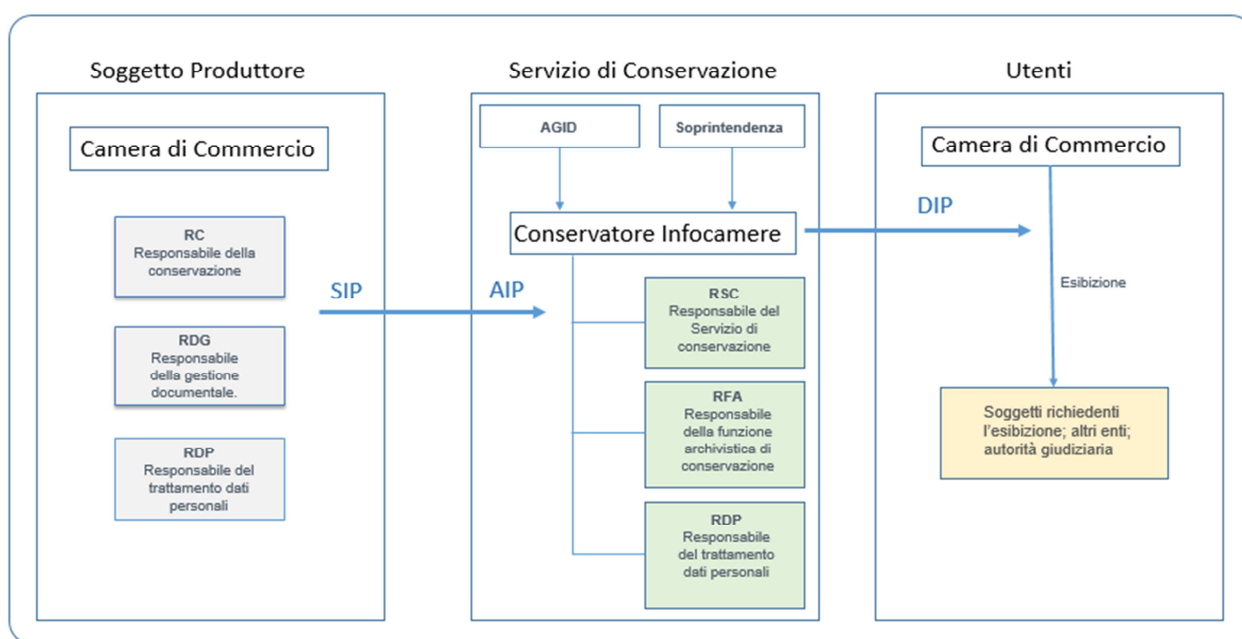 Soggetto Produttore
Camera di Commercio
RC
Responsabile della
conservazione
RDG
Responsabile
della gestione
documentale.
RDP
Responsabile del
trattamento dati
personali
SIP
Servizio di Conservazione
AGID
Soprintendenza
Conservatore Infocamere
AIP
RSC
Responsabile del
Servizio di
conservazione
RFA
Responsabile
della funzione
archivistica di
conservazione
RDP
Responsabile
del trattamento
dati personali
DIP
Utenti
Camera di Commercio
Esibizione
Soggetti richiedenti
l'esibizione; altri enti;
autorità giudiziaria